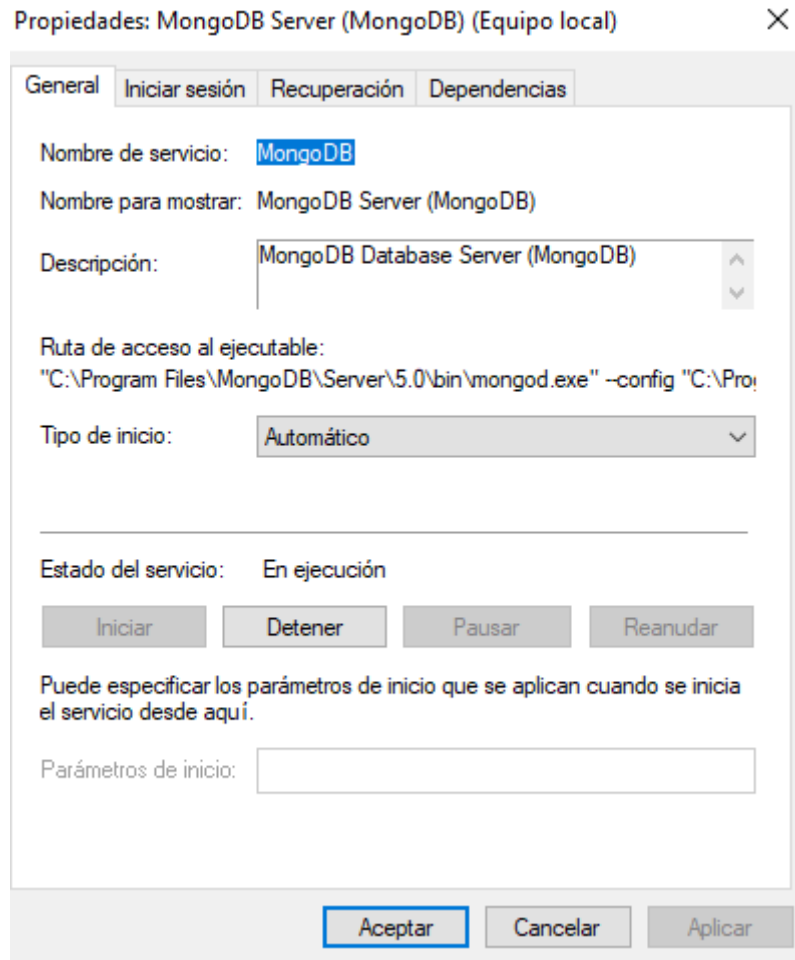 Propiedades: MongoDB Server (MongoDB) (Equipo local)
General Iniciar sesión Recuperación Dependencias
Nombre de servicio: MongoDB
Nombre para mostrar: MongoDB Server (MongoDB)
Descripción: MongoDB Database Server (MongoDB)
Ruta de acceso al ejecutable:
"C:\Program Files\MongoDB\Server\5.0\bin\mongod.exe" --config "C:\Prog
Tipo de inicio: Automático
Estado del servicio: En ejecución
Iniciar Detener Pausar Reanudar
Puede especificar los parámetros de inicio que se aplican cuando se inicia
el servicio desde aquí.
Parámetros de inicio:
Aceptar Cancelar Aplicar